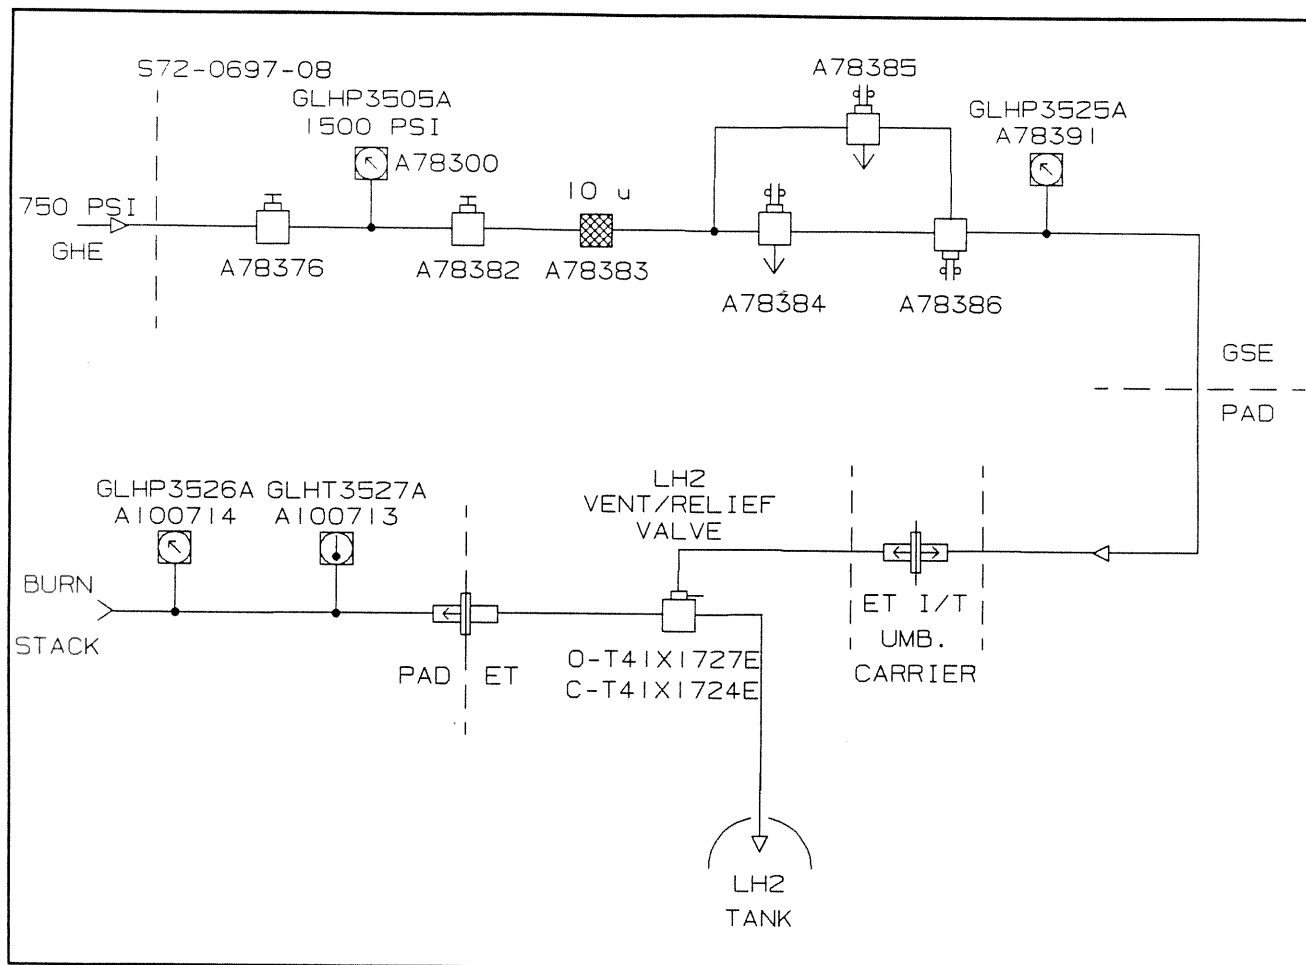 S72-0697-08
GLHP3505A
1500 PSI
A78300
A78385
GLHP3525A
A78391
750 PSI
GHE
10 u
A78376
A78382
A78383
A78384
A78386
GSE
PAD
GLHP3526A
A100714
GLHT3527A
A100713
LH2
VENT/RELIEF
VALVE
BURN
STACK
PAD
ET
O-T41X1727E
C-T41X1724E
ET I/T
UMB.
CARRIER
LH2
TANK